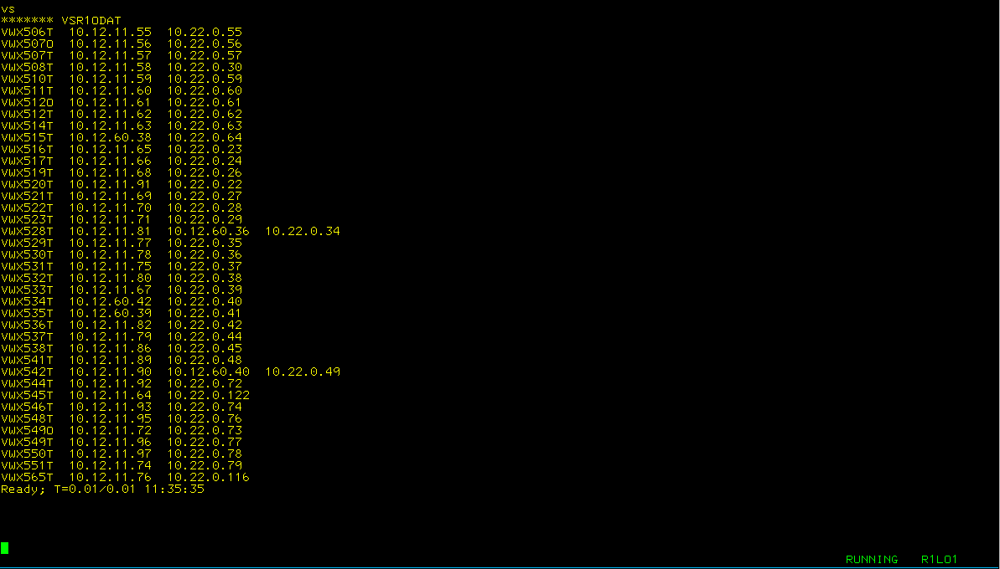 vs
******* VSR1ODAT
VWX506T  10.12.11.55  10.22.0.55
VWX507O  10.12.11.56  10.22.0.56
VWX507T  10.12.11.57  10.22.0.57
VWX508T  10.12.11.58  10.22.0.30
VWX510T  10.12.11.59  10.22.0.59
VWX511T  10.12.11.60  10.22.0.60
VWX512O  10.12.11.61  10.22.0.61
VWX512T  10.12.11.62  10.22.0.62
VWX514T  10.12.11.63  10.22.0.63
VWX515T  10.12.60.38  10.22.0.64
VWX516T  10.12.11.65  10.22.0.23
VWX517T  10.12.11.66  10.22.0.24
VWX519T  10.12.11.68  10.22.0.26
VWX520T  10.12.11.91  10.22.0.22
VWX521T  10.12.11.69  10.22.0.27
VWX522T  10.12.11.70  10.22.0.28
VWX523T  10.12.11.71  10.22.0.29
VWX528T  10.12.11.81  10.12.60.36  10.22.0.34
VWX529T  10.12.11.77  10.22.0.35
VWX530T  10.12.11.78  10.22.0.36
VWX531T  10.12.11.75  10.22.0.37
VWX532T  10.12.11.80  10.22.0.38
VWX533T  10.12.11.67  10.22.0.39
VWX534T  10.12.60.42  10.22.0.40
VWX535T  10.12.60.39  10.22.0.41
VWX536T  10.12.11.82  10.22.0.42
VWX537T  10.12.11.79  10.22.0.44
VWX538T  10.12.11.86  10.22.0.45
VWX541T  10.12.11.89  10.22.0.48
VWX542T  10.12.11.90  10.12.60.40  10.22.0.49
VWX544T  10.12.11.92  10.22.0.72
VWX545T  10.12.11.64  10.22.0.122
VWX546T  10.12.11.93  10.22.0.74
VWX548T  10.12.11.95  10.22.0.76
VWX549O  10.12.11.72  10.22.0.73
VWX549T  10.12.11.96  10.22.0.77
VWX550T  10.12.11.97  10.22.0.78
VWX551T  10.12.11.74  10.22.0.79
VWX565T  10.12.11.76  10.22.0.116
Ready; T=0.01/0.01 11:35:35
RUNNING   R1LO1